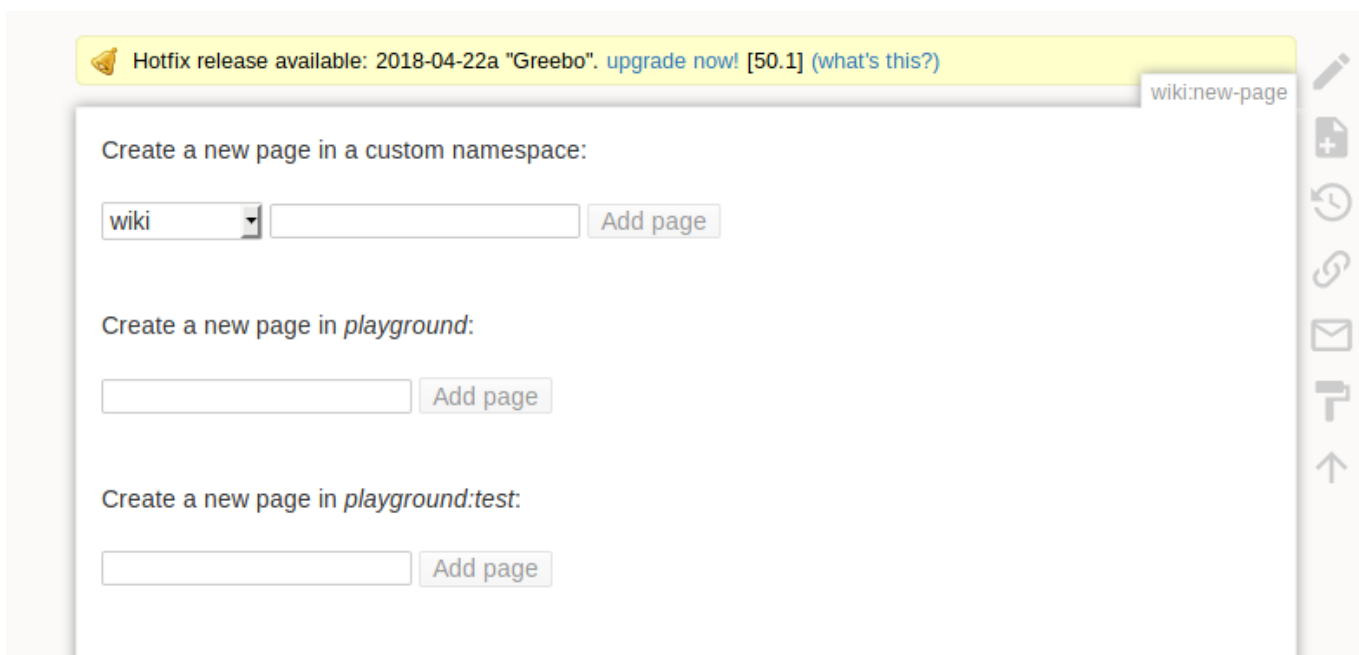 Hotfix release available: 2018-04-22a "Greebo". upgrade now! [50.1] (what's this?)
wiki:new-page
Create a new page in a custom namespace:
wiki Add page
Create a new page in playground:
Add page
Create a new page in playground:test:
Add page